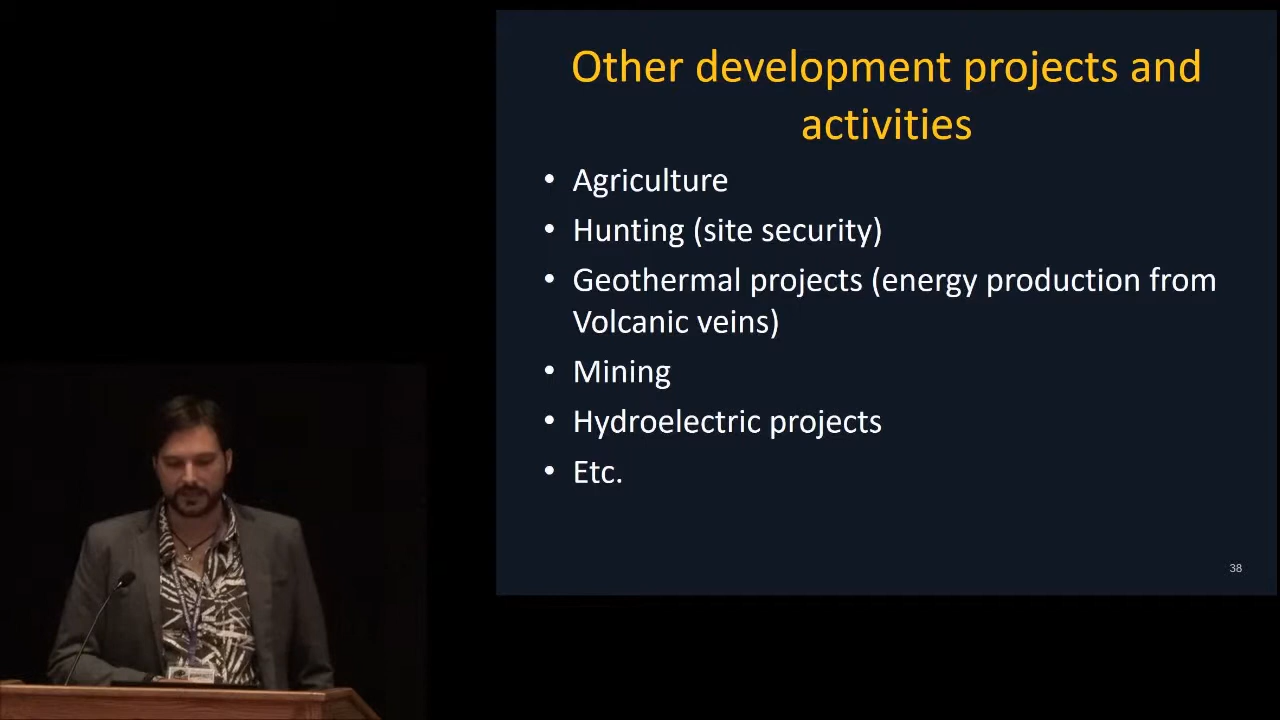 Other development projects and
activities
• Agriculture
• Hunting (site security)
• Geothermal projects (energy production from
Volcanic veins)
• Mining
• Hydroelectric projects
• Etc.
38